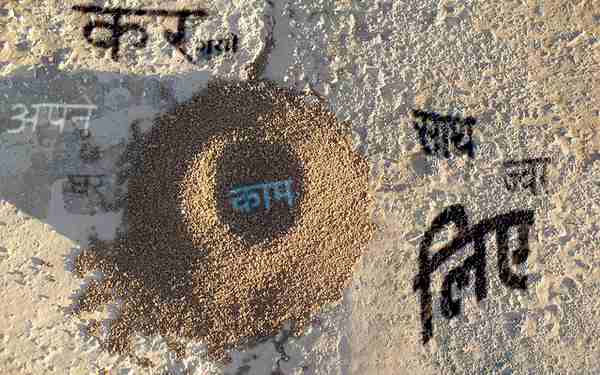 कर
अपने
काप
साथ
ज्वा
लिए